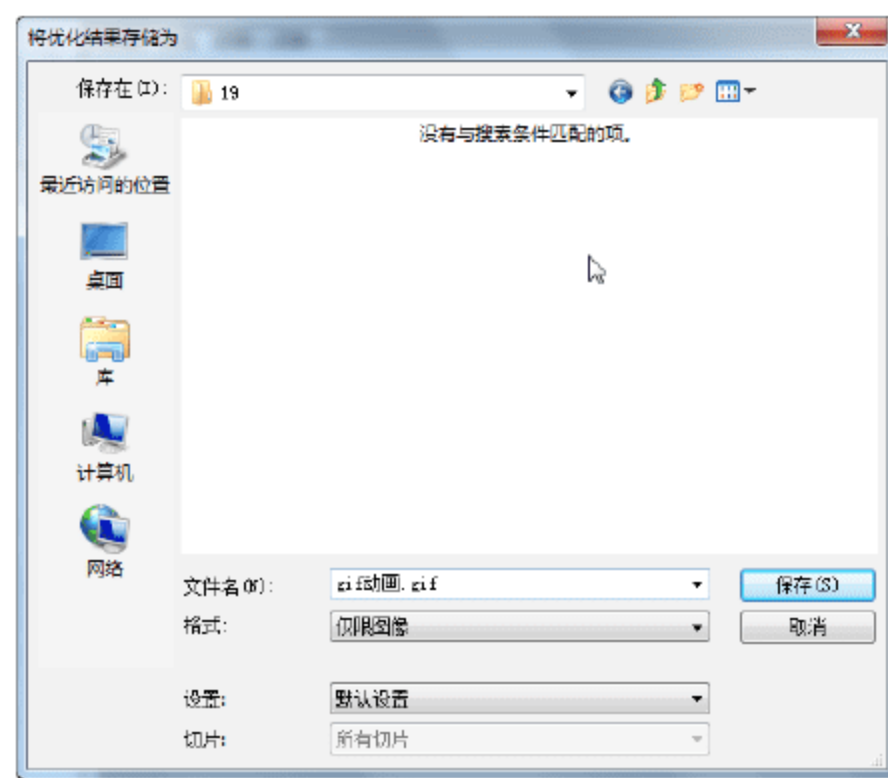 将优化结果存储为
保存在(I): 19
没有与搜索条件匹配的项。
最近访问的位置
桌面
库
计算机
网络
文件名(N): gif动画.gif 保存(S)
格式: 仅限图像 取消
设置: 默认设置
切片: 所有切片